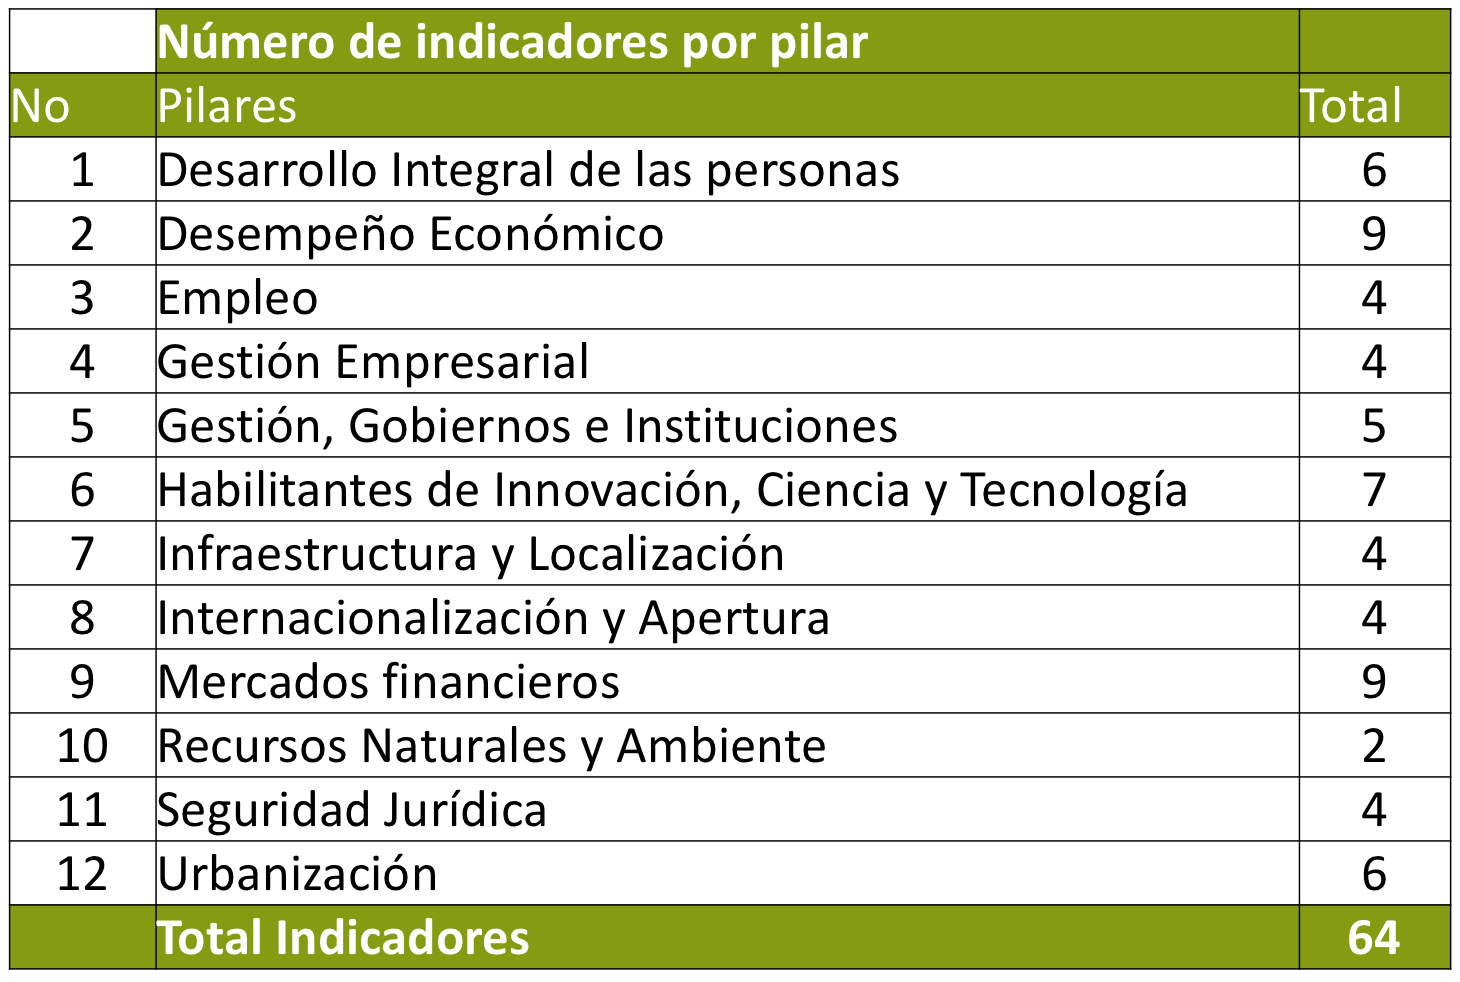 Número de indicadores por pilar
No Pilares Total
1 Desarrollo Integral de las personas 6
2 Desempeño Económico 9
3 Empleo 4
4 Gestión Empresarial 4
5 Gestión, Gobiernos e Instituciones 5
6 Habilitantes de Innovación, Ciencia y Tecnología 7
7 Infraestructura y Localización 4
8 Internacionalización y Apertura 4
9 Mercados financieros 9
10 Recursos Naturales y Ambiente 2
11 Seguridad Jurídica 4
12 Urbanización 6
Total Indicadores 64